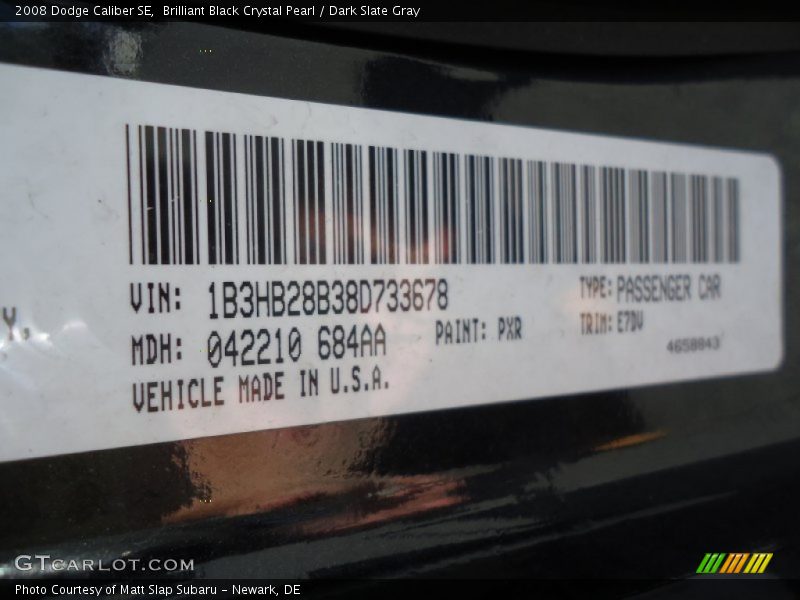 2008 Dodge Caliber SE,  Brilliant Black Crystal Pearl / Dark Slate Gray
Y.
VIN: 1B3HB28B38D733678 TYPE: PASSENGER CAR
MDH: 042210 684AA PAINT: PXR TRIM: E7DV
4658843
VEHICLE MADE IN U.S.A.
GTCARLOT.COM
Photo Courtesy of Matt Slap Subaru - Newark, DE